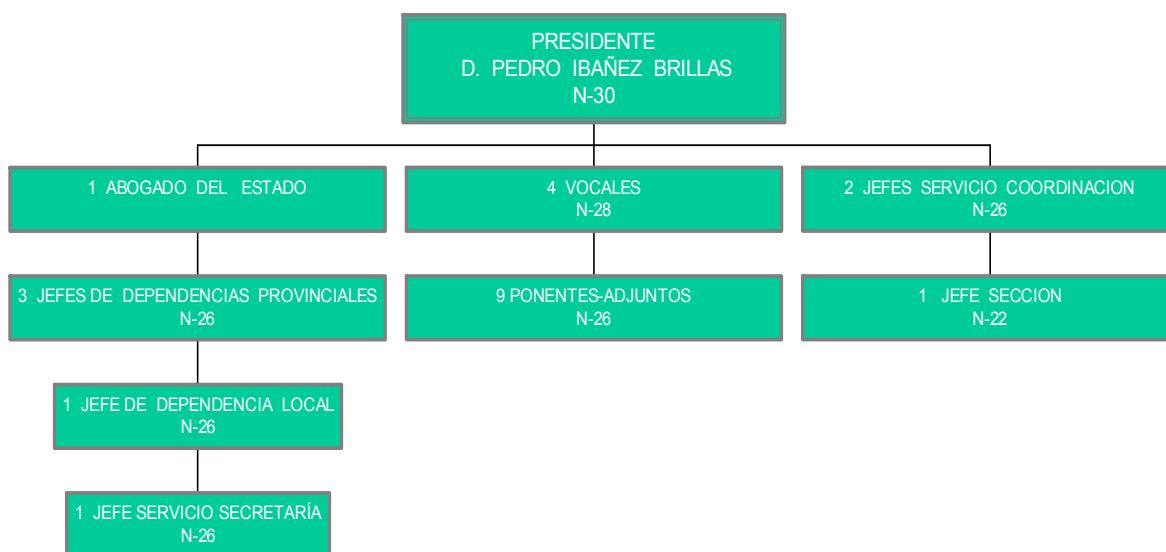 PRESIDENTE
D. PEDRO IBAÑEZ BRILLAS
N-30
1 ABOGADO DEL ESTADO
4 VOCALES
N-28
2 JEFES SERVICIO COORDINACION
N-26
3 JEFES DE DEPENDENCIAS PROVINCIALES
N-26
9 PONENTES-ADJUNTOS
N-26
1 JEFE SECCION
N-22
1 JEFE DE DEPENDENCIA LOCAL
N-26
1 JEFE SERVICIO SECRETARÍA
N-26